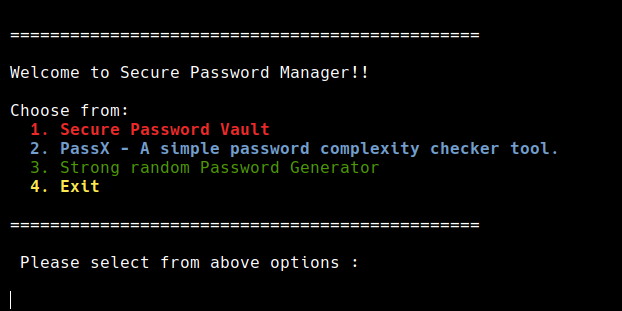 ===============================================
Welcome to Secure Password Manager!!
Choose from:
1. Secure Password Vault
2. PassX - A simple password complexity checker tool.
3. Strong random Password Generator
4. Exit
===============================================
Please select from above options :